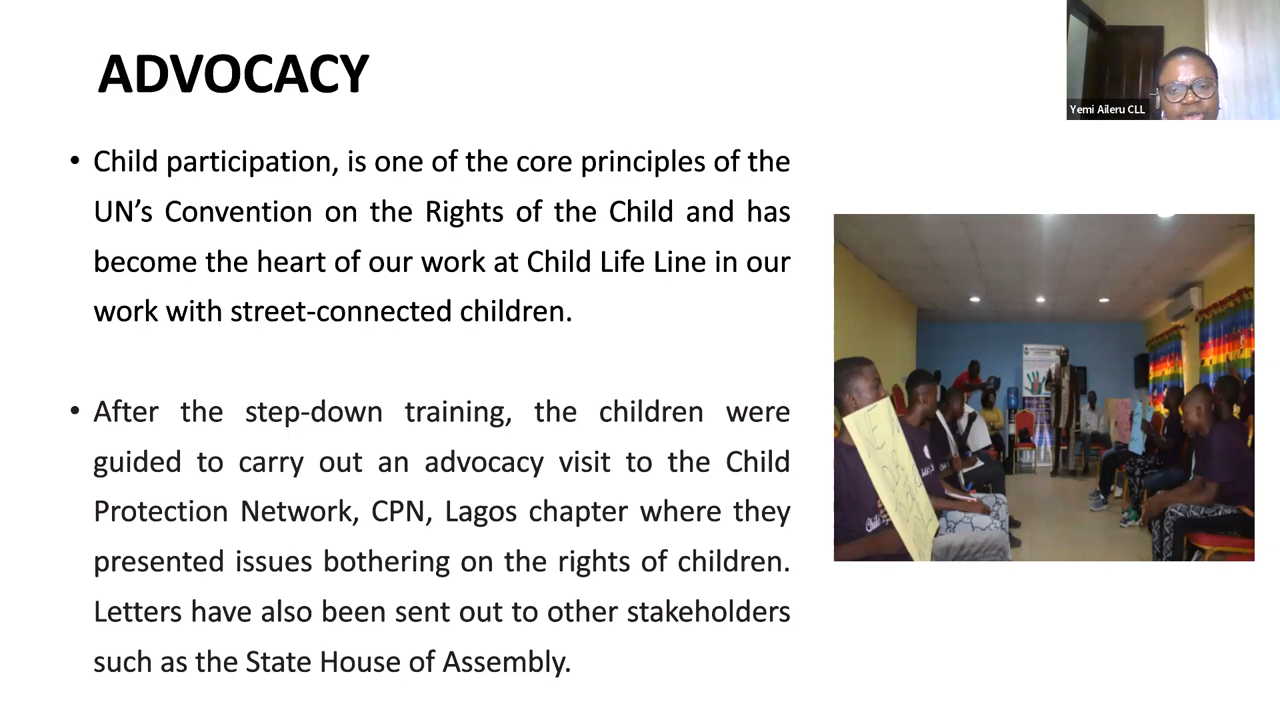 ADVOCACY
Yemi Aileru CLL
• Child participation, is one of the core principles of the
UN’s Convention on the Rights of the Child and has
become the heart of our work at Child Life Line in our
work with street-connected children.
• After the step-down training, the children were
guided to carry out an advocacy visit to the Child
Protection Network, CPN, Lagos chapter where they
presented issues bothering on the rights of children.
Letters have also been sent out to other stakeholders
such as the State House of Assembly.
WE
Child